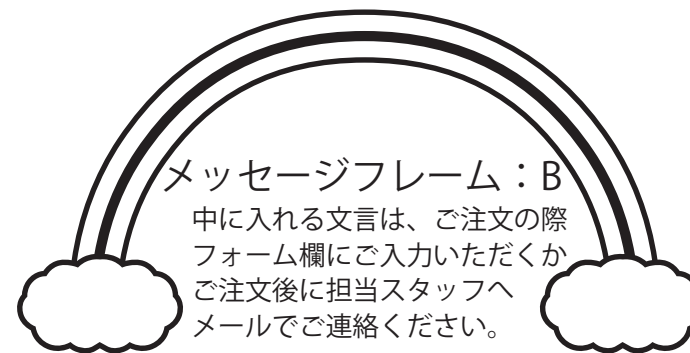 メッセージフレーム：B
中に入れる文言は、ご注文の際
フォーム欄にご入力いただくか
ご注文後に担当スタッフへ
メールでご連絡ください。